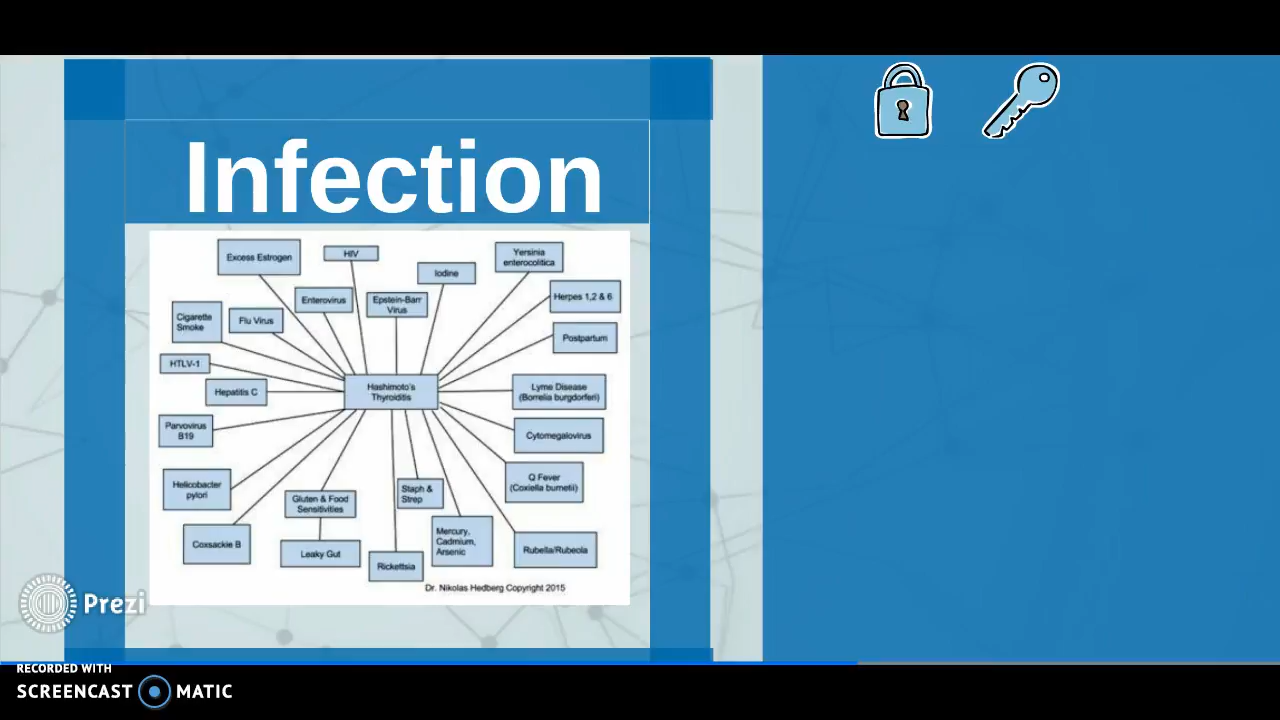 Infection
Excess Estrogen
HIV
Iodine
Yersinia
enterocolitica
Enterovirus
Epstein-Barr
Virus
Herpes 1,2 & 6
Cigarette
Smoke
Flu Virus
Postpartum
HTLV-1
Hepatitis C
Hashimoto's
Thyroiditis
Lyme Disease
(Borrelia burgdorferi)
Parvovirus
B19
Cytomegalovirus
Helicobacter
pylori
Gluten & Food
Sensitivities
Staph &
Strep
Q Fever
(Coxiella burnetii)
Coxsackie B
Leaky Gut
Rickettsia
Mercury,
Cadmium,
Arsenic
Rubella/Rubeola
Dr. Nikolas Hedberg Copyright 2015
Prezi
RECORDED WITH
SCREENCAST MATIC